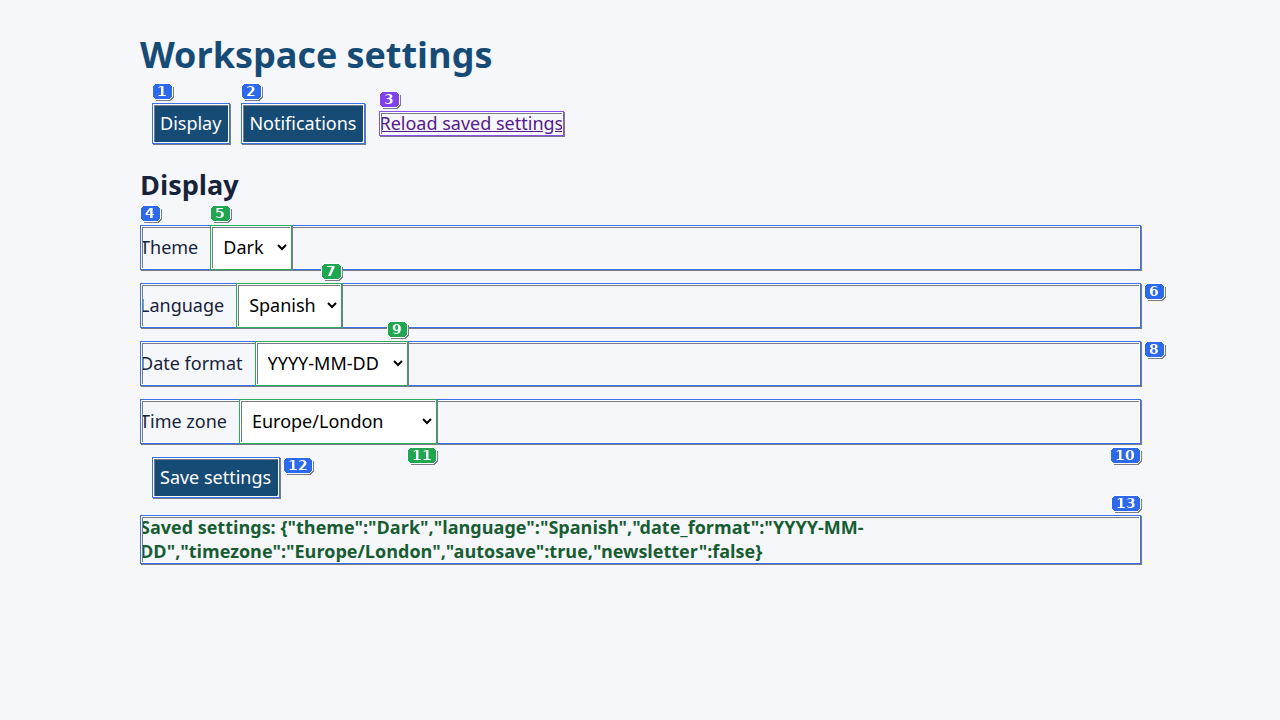 Workspace settings
1 2 3
Display Notifications Reload saved settings
Display
4 5
Theme Dark
7
Language Spanish 6
9
Date format YYYY-MM-DD 8
Time zone Europe/London
11 10
Save settings 12
13
Saved settings: {"theme":"Dark","language":"Spanish","date_format":"YYYY-MM-
DD","timezone":"Europe/London","autosave":true,"newsletter":false}